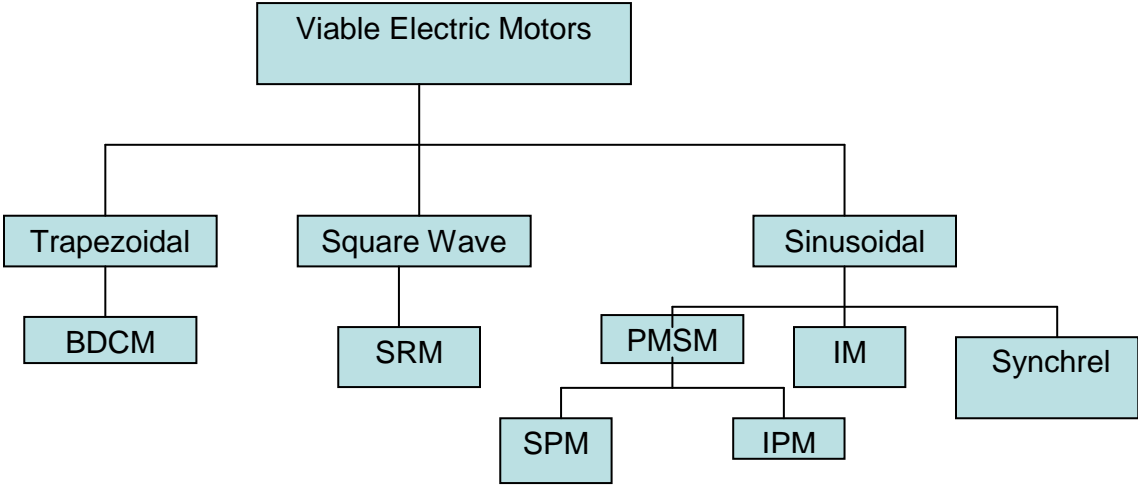 Viable Electric Motors
Trapezoidal
Square Wave
Sinusoidal
BDCM
SRM
PMSM
IM
Synchrel
SPM
IPM